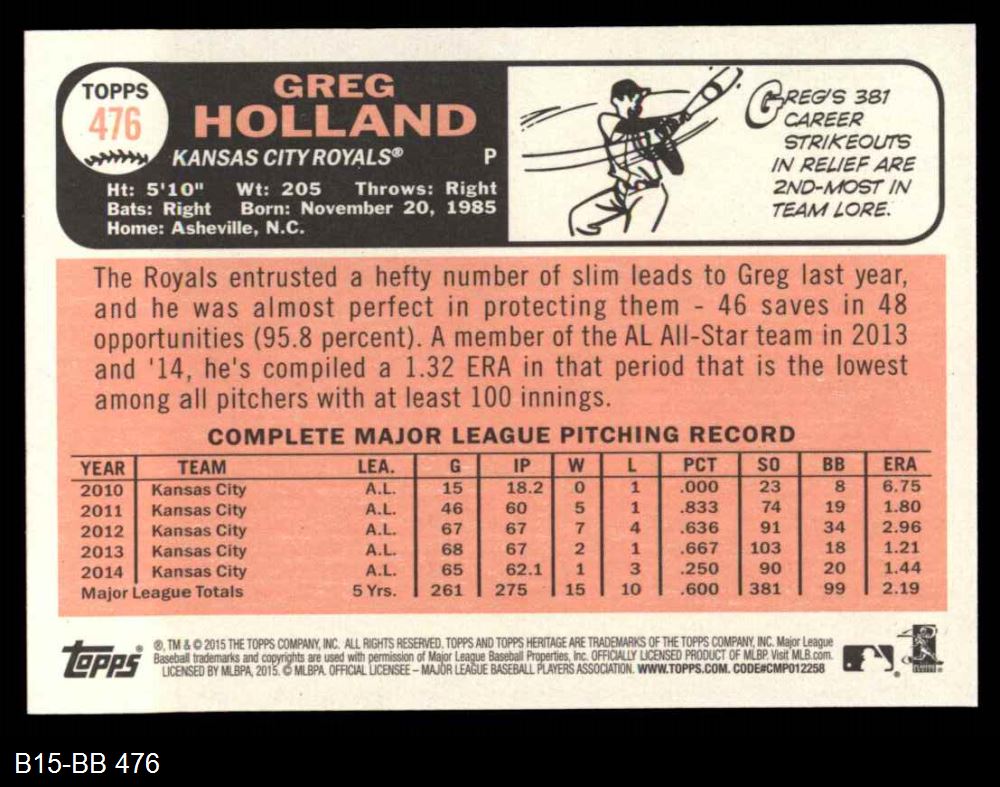 TOPPS
476
GREG
HOLLAND
KANSAS CITY ROYALS® P
Ht: 5'10" Wt: 205 Throws: Right
Bats: Right Born: November 20, 1985
Home: Asheville, N.C.
GREG'S 381
CAREER
STRIKEOUTS
IN RELIEF ARE
2ND-MOST IN
TEAM LORE.
The Royals entrusted a hefty number of slim leads to Greg last year,
and he was almost perfect in protecting them - 46 saves in 48
opportunities (95.8 percent). A member of the AL All-Star team in 2013
and '14, he's compiled a 1.32 ERA in that period that is the lowest
among all pitchers with at least 100 innings.
COMPLETE MAJOR LEAGUE PITCHING RECORD
YEAR TEAM LEA. G IP W L PCT SO BB ERA
2010 Kansas City A.L. 15 18.2 0 1 .000 23 8 6.75
2011 Kansas City A.L. 46 60 5 1 .833 74 19 1.80
2012 Kansas City A.L. 67 67 7 4 .636 91 34 2.96
2013 Kansas City A.L. 68 67 2 1 .667 103 18 1.21
2014 Kansas City A.L. 65 62.1 1 3 .250 90 20 1.44
Major League Totals 5 Yrs. 261 275 15 10 .600 381 99 2.19
Topps®
®, TM & © 2015 THE TOPPS COMPANY, INC. ALL RIGHTS RESERVED. TOPPS AND TOPPS HERITAGE ARE TRADEMARKS OF THE TOPPS COMPANY, INC. Major League
Baseball trademarks and copyrights are used with permission of Major League Baseball Properties, Inc. OFFICIALLY LICENSED PRODUCT OF MLBP. Visit MLB.com.
LICENSED BY MLBPA, 2015. © MLBPA. OFFICIAL LICENSEE – MAJOR LEAGUE BASEBALL PLAYERS ASSOCIATION. WWW.TOPPS.COM. CODE#CMP012258
B15-BB 476